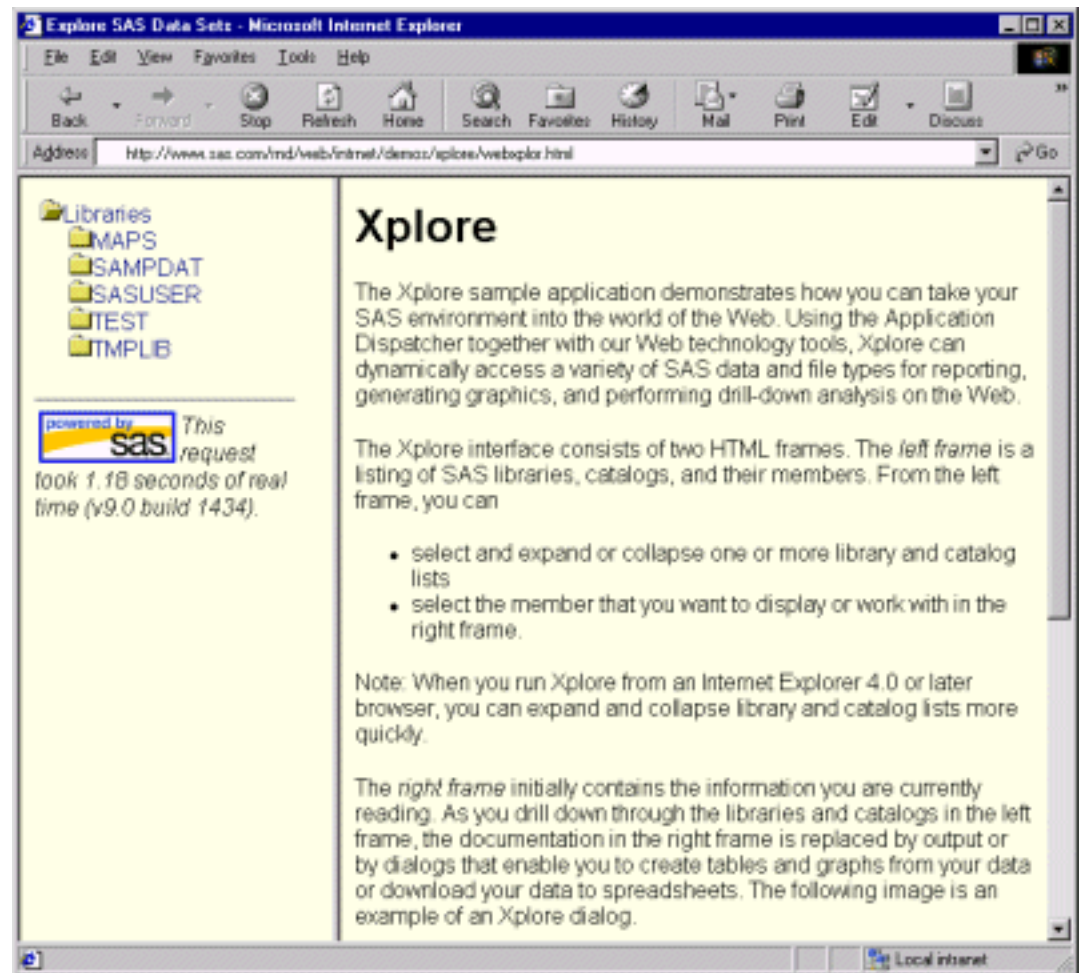 Explore SAS Data Sets - Microsoft Internet Explorer
File Edit View Favorites Tools Help
Back Forward Stop Refresh Home Search Favorites History Mail Print Edit Discuss
Address http://www.sas.com/rnd/web/intrnet/demos/xplore/webxplor.html Go
Libraries
MAPS
SAMPDAT
SASUSER
TEST
TMPLIB
powered by sas. This
request
took 1.18 seconds of real
time (v9.0 build 1434).
Xplore
The Xplore sample application demonstrates how you can take your
SAS environment into the world of the Web. Using the Application
Dispatcher together with our Web technology tools, Xplore can
dynamically access a variety of SAS data and file types for reporting,
generating graphics, and performing drill-down analysis on the Web.
The Xplore interface consists of two HTML frames. The left frame is a
listing of SAS libraries, catalogs, and their members. From the left
frame, you can
• select and expand or collapse one or more library and catalog
lists
• select the member that you want to display or work with in the
right frame.
Note: When you run Xplore from an Internet Explorer 4.0 or later
browser, you can expand and collapse library and catalog lists more
quickly.
The right frame initially contains the information you are currently
reading. As you drill down through the libraries and catalogs in the left
frame, the documentation in the right frame is replaced by output or
by dialogs that enable you to create tables and graphs from your data
or download your data to spreadsheets. The following image is an
example of an Xplore dialog.
Local intranet